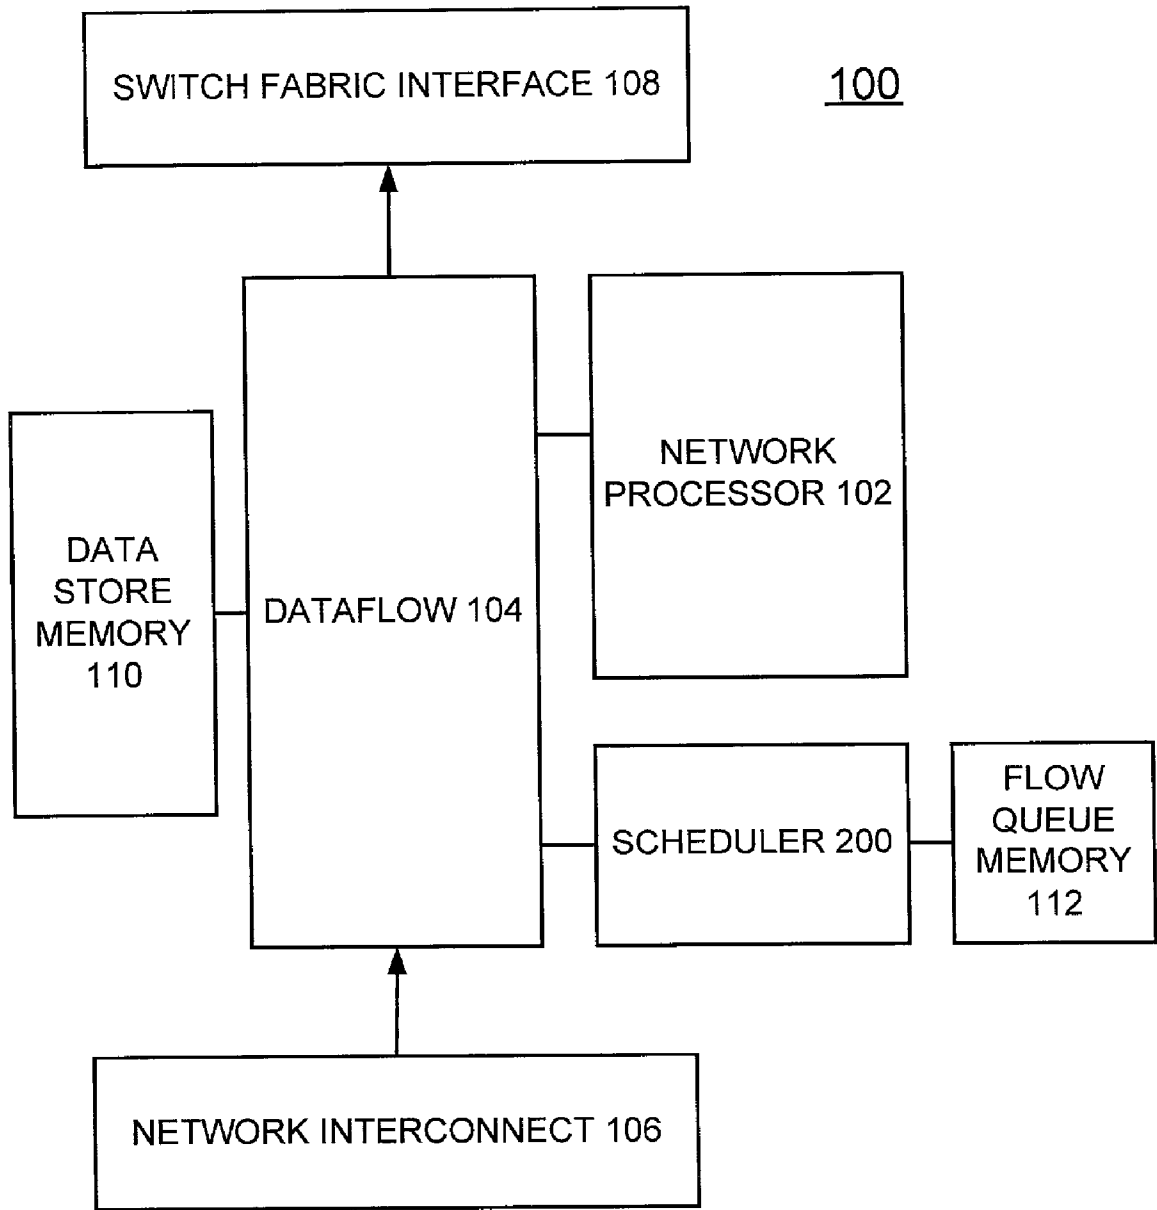 SWITCH FABRIC INTERFACE 108
100
NETWORK
PROCESSOR 102
DATA
STORE
MEMORY
110
DATAFLOW 104
SCHEDULER 200
FLOW
QUEUE
MEMORY
112
NETWORK INTERCONNECT 106